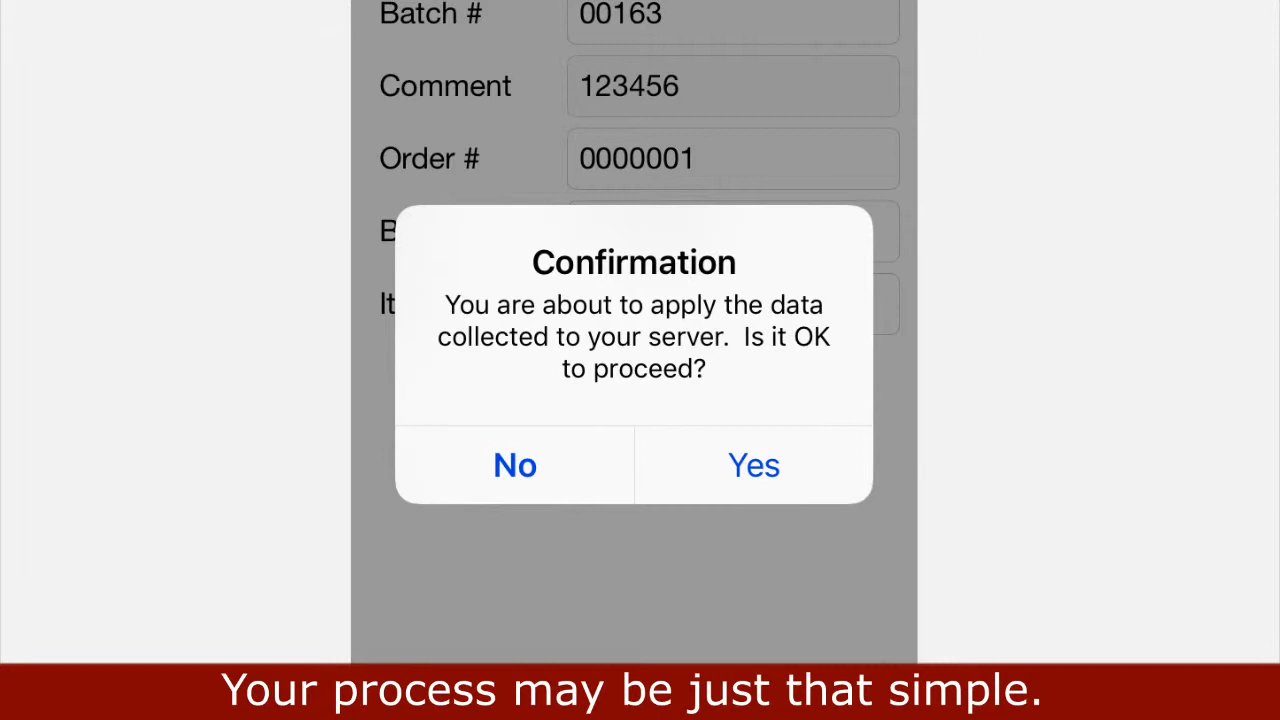 Batch # 00163
Comment 123456
Order # 0000001
Confirmation
You are about to apply the data
collected to your server.  Is it OK
to proceed?
No Yes
Your process may be just that simple.